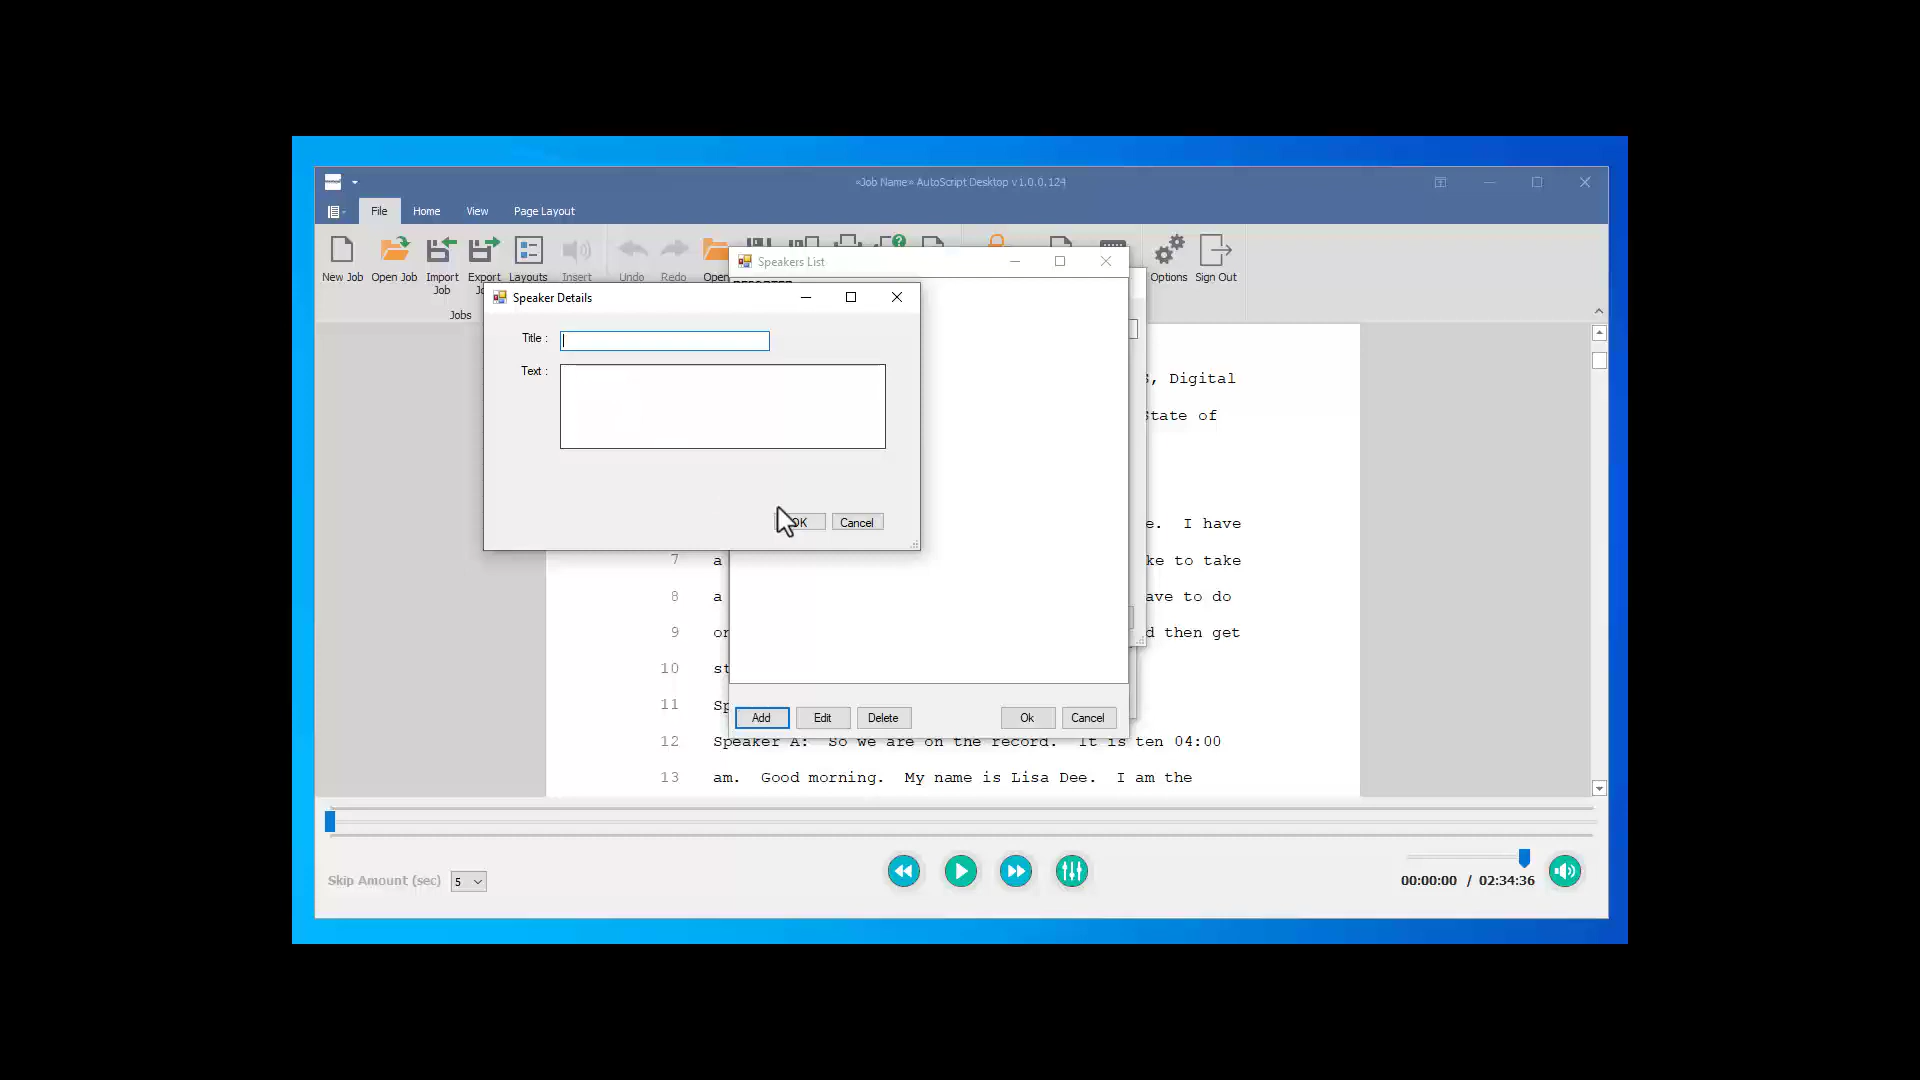 «Job Name» AutoScript Desktop v1.0.0.124
File Home View Page Layout
New Job Open Job Import Job Export Layouts Insert Undo Redo Open Options Sign Out
Jobs
Speakers List
Speaker Details
Title :
Text :
OK Cancel
S, Digital
State of
e. I have
7 a ke to take
8 a ave to do
9 or d then get
10 st
11 Sp
Add Edit Delete Ok Cancel
12 Speaker A: So we are on the record. It is ten 04:00
13 am. Good morning. My name is Lisa Dee. I am the
Skip Amount (sec) 5
00:00:00 / 02:34:36